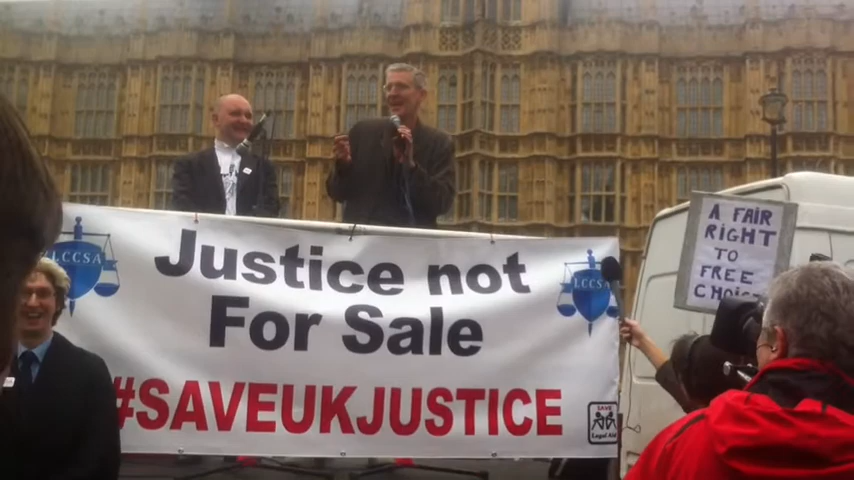 LCCSA
LCCSA
Justice not
For Sale
#SAVEUKJUSTICE
SAVE
Legal Aid
A FAIR
RIGHT
TO
FREE
CHOICE